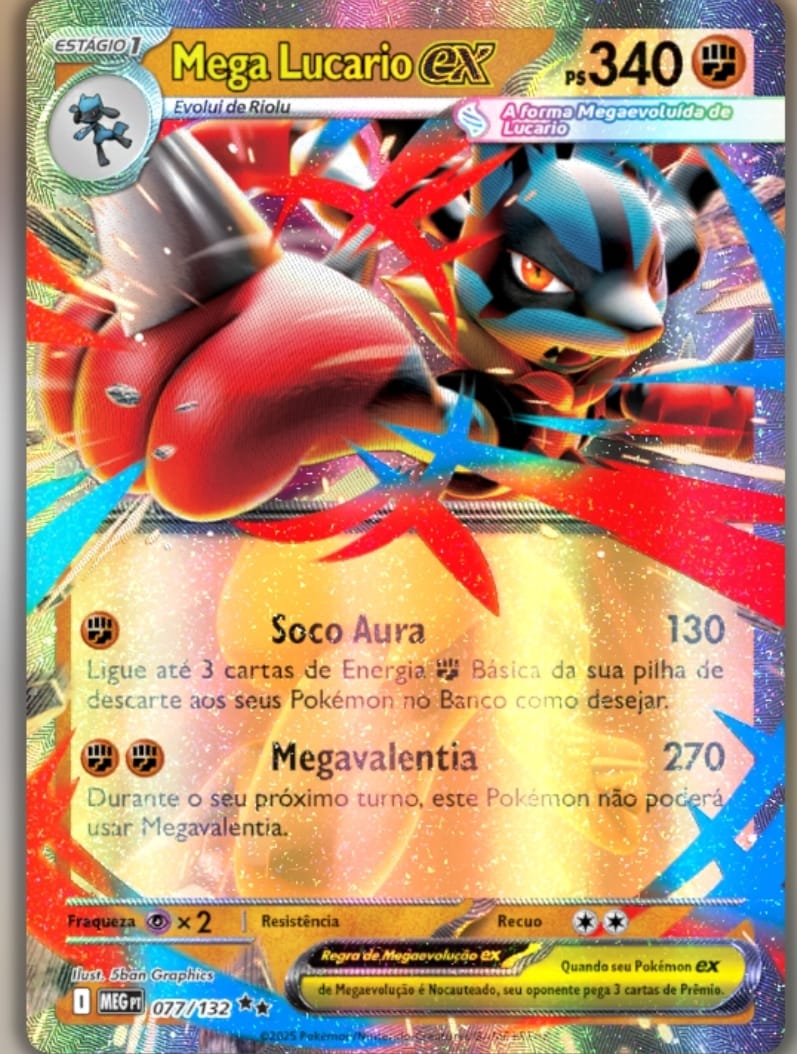 ESTÁGIO 1
Mega Lucario ex
PS 340
Evolui de Riolu
A forma Megaevoluída de
Lucario
Soco Aura 130
Ligue até 3 cartas de Energia Básica da sua pilha de
descarte aos seus Pokémon no Banco como desejar.
Megavalentia 270
Durante o seu próximo turno, este Pokémon não poderá
usar Megavalentia.
Fraqueza ×2 Resistência Recuo
Regra de Megaevolução ex
Quando seu Pokémon ex
de Megaevolução é Nocauteado, seu oponente pega 3 cartas de Prêmio.
Ilust. 5ban Graphics
I MEG PT 077/132
©2025 Pokémon/Nintendo/Creatures/GAME FREAK